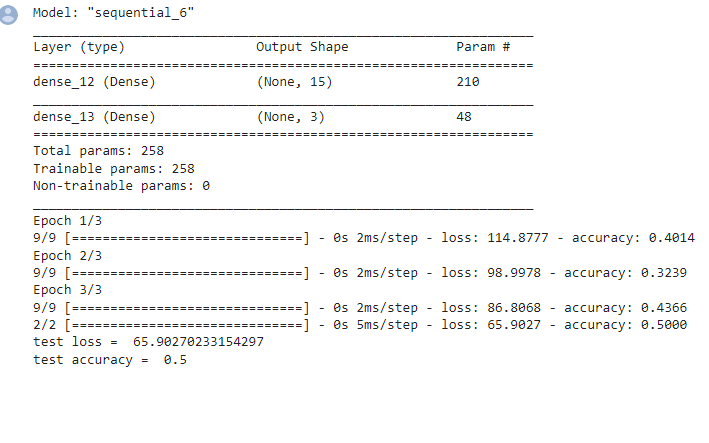 Model: "sequential_6"
_________________________________________________________________
Layer (type)                 Output Shape              Param #
=================================================================
dense_12 (Dense)             (None, 15)                210
_________________________________________________________________
dense_13 (Dense)             (None, 3)                 48
=================================================================
Total params: 258
Trainable params: 258
Non-trainable params: 0
_________________________________________________________________
Epoch 1/3
9/9 [==============================] - 0s 2ms/step - loss: 114.8777 - accuracy: 0.4014
Epoch 2/3
9/9 [==============================] - 0s 2ms/step - loss: 98.9978 - accuracy: 0.3239
Epoch 3/3
9/9 [==============================] - 0s 2ms/step - loss: 86.8068 - accuracy: 0.4366
2/2 [==============================] - 0s 5ms/step - loss: 65.9027 - accuracy: 0.5000
test loss =  65.90270233154297
test accuracy =  0.5